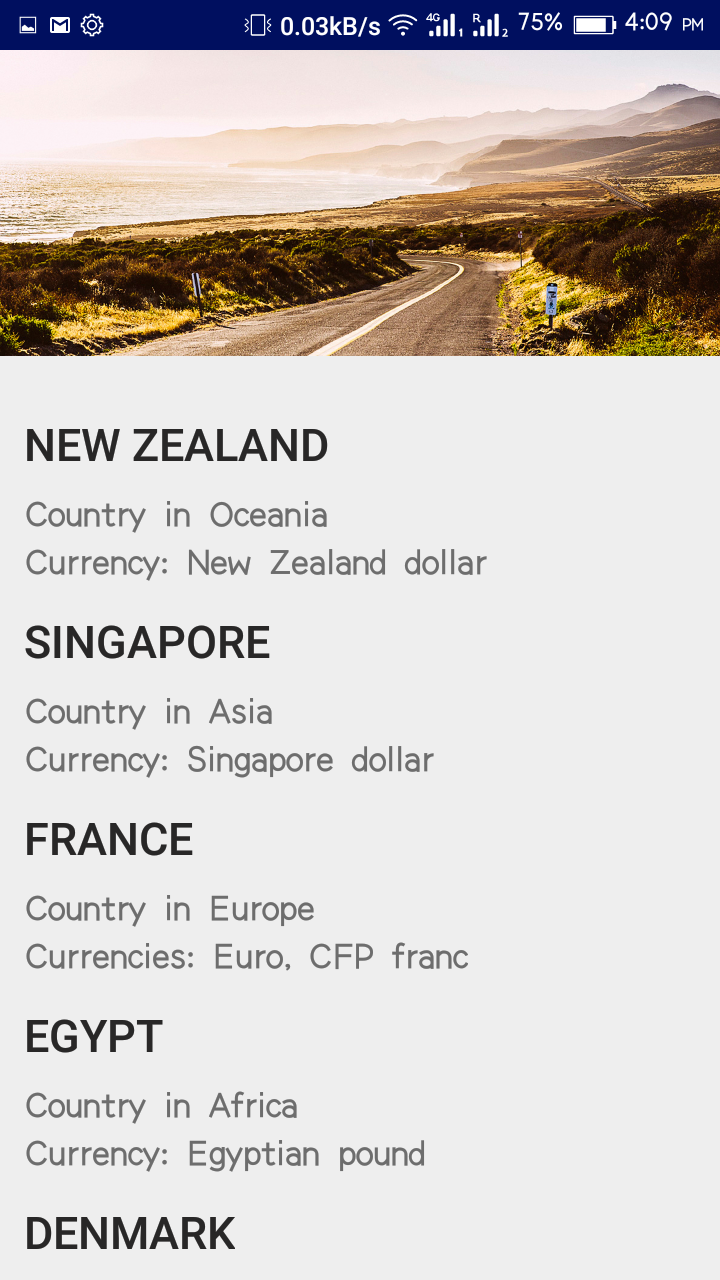 0.03kB/s 4G 1 R 2 75% 4:09 PM
NEW ZEALAND
Country in Oceania
Currency: New Zealand dollar
SINGAPORE
Country in Asia
Currency: Singapore dollar
FRANCE
Country in Europe
Currencies: Euro, CFP franc
EGYPT
Country in Africa
Currency: Egyptian pound
DENMARK